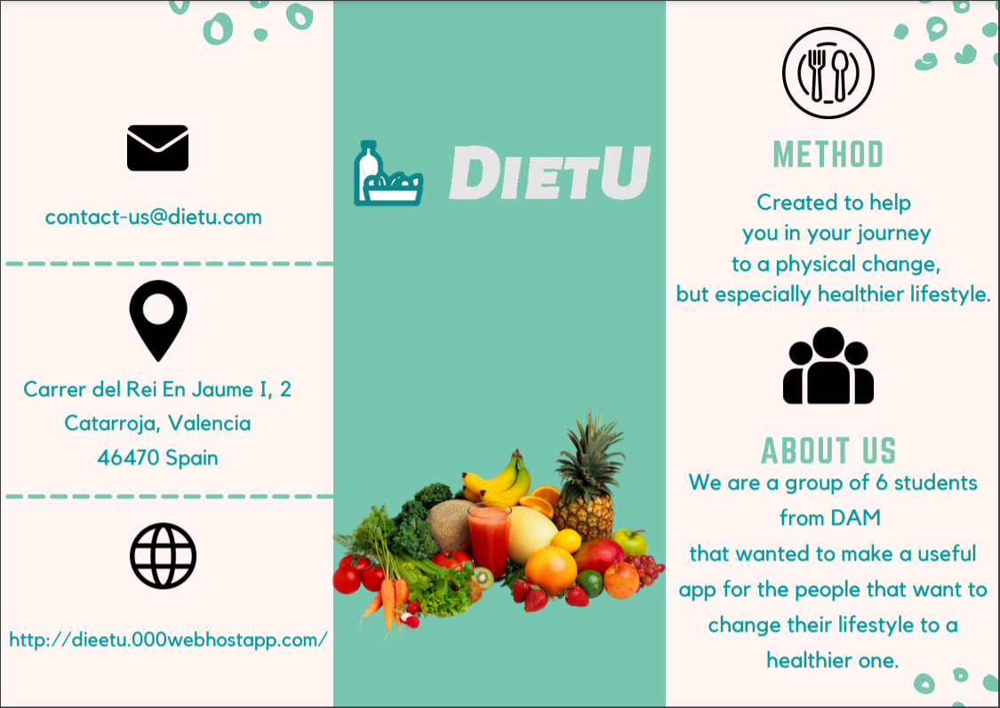 contact-us@dietu.com
Carrer del Rei En Jaume I, 2
Catarroja, Valencia
46470 Spain
http://dieetu.000webhostapp.com/
DIETU
METHOD
Created to help
you in your journey
to a physical change,
but especially healthier lifestyle.
ABOUT US
We are a group of 6 students
from DAM
that wanted to make a useful
app for the people that want to
change their lifestyle to a
healthier one.